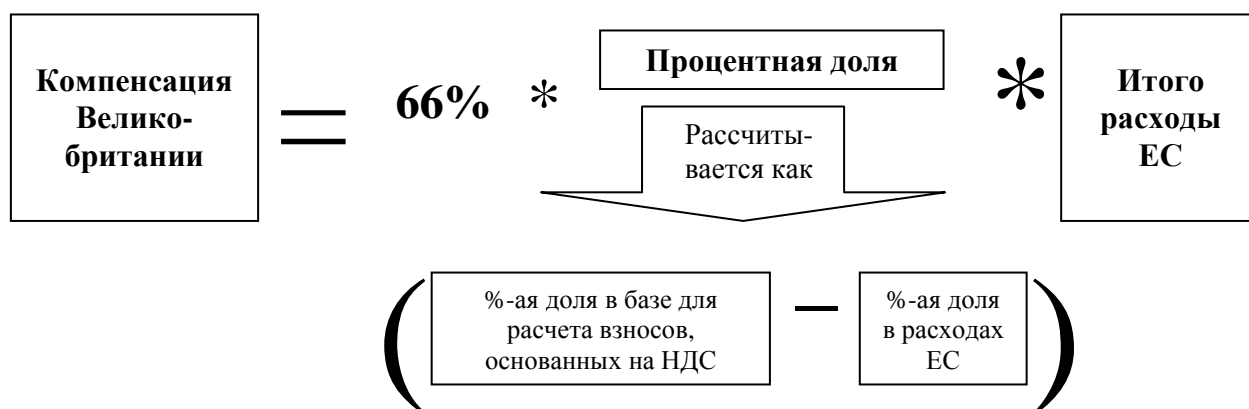 Компенсация
Велико-
британии
=
66%
*
Процентная доля
Рассчиты-
вается как
*
Итого
расходы
ЕС
(
%-ая доля в базе для
расчета взносов,
основанных на НДС
–
%-ая доля
в расходах
ЕС
)